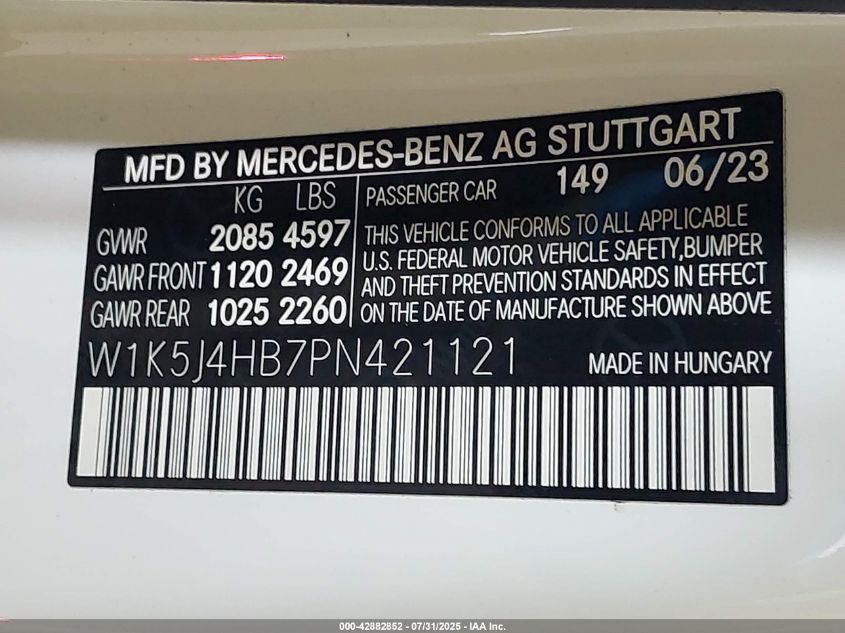 MFD BY MERCEDES-BENZ AG STUTTGART
KG LBS
GVWR 2085 4597
GAWR FRONT 1120 2469
GAWR REAR 1025 2260
PASSENGER CAR 149 06/23
THIS VEHICLE CONFORMS TO ALL APPLICABLE
U.S. FEDERAL MOTOR VEHICLE SAFETY,BUMPER
AND THEFT PREVENTION STANDARDS IN EFFECT
ON THE DATE OF MANUFACTURE SHOWN ABOVE
W1K5J4HB7PN421121
MADE IN HUNGARY
000-42882852 - 07/31/2025 - IAA Inc.